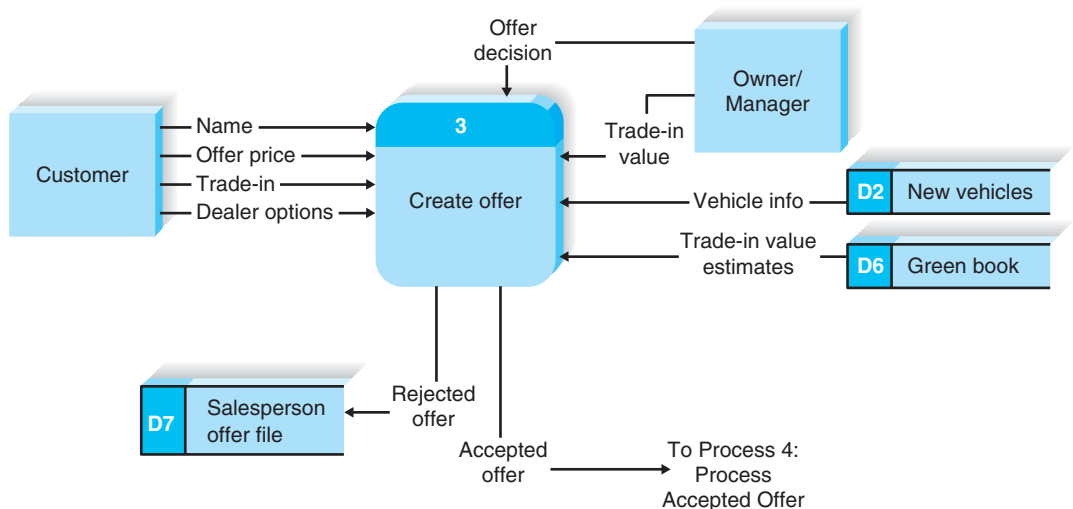 Offer
decision
Owner/
Manager
Customer
Name
Offer price
Trade-in
Dealer options
3
Create offer
Trade-in
value
Vehicle info
D2 New vehicles
Trade-in value
estimates
D6 Green book
D7 Salesperson
offer file
Rejected
offer
Accepted
offer
To Process 4:
Process
Accepted Offer